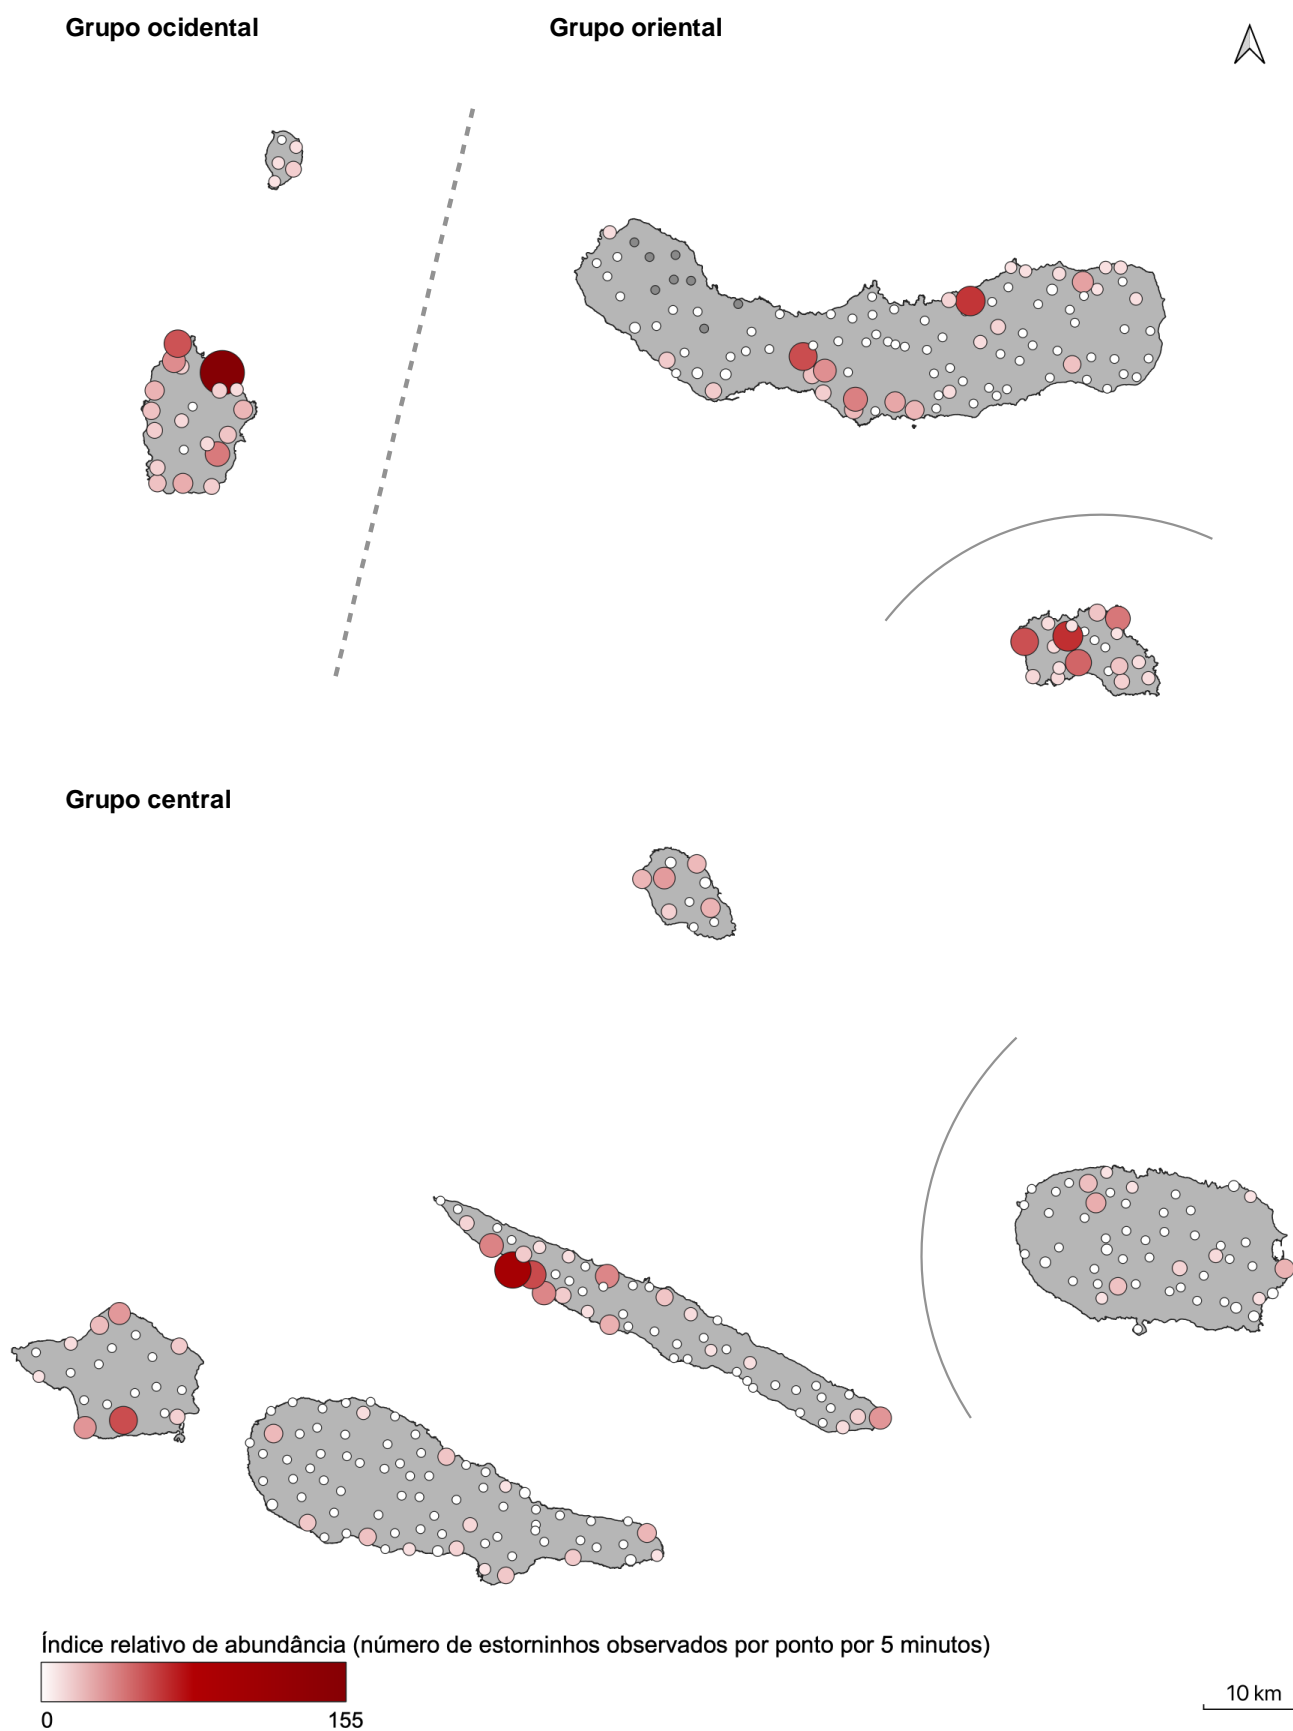 Grupo ocidental
Grupo oriental
Grupo central
Índice relativo de abundância (número de estorninhos observados por ponto por 5 minutos)
0
155
10 km